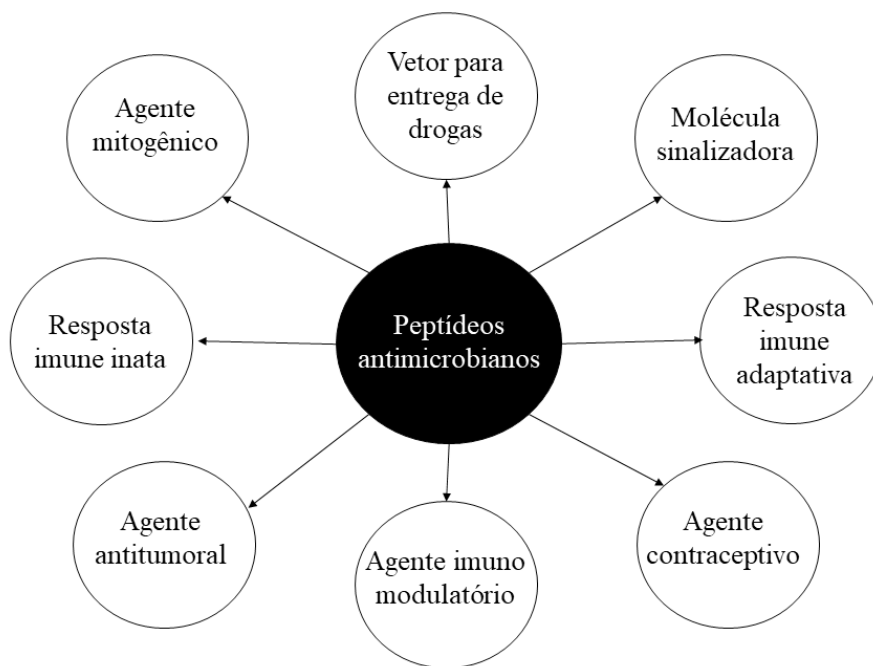 Vetor para
entrega de
drogas
Agente
mitogênico
Molécula
sinalizadora
Resposta
imune inata
Peptídeos
antimicrobianos
Resposta
imune
adaptativa
Agente
antitumoral
Agente imuno
modulatório
Agente
contraceptivo